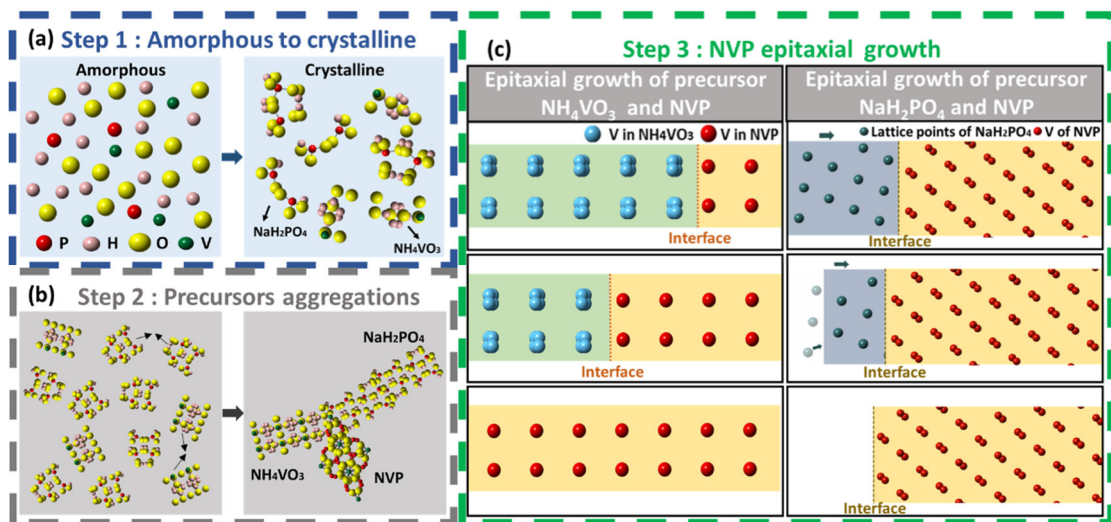 (a) Step 1 : Amorphous to crystalline
Amorphous
Crystalline
NaH₂PO₄
NH₄VO₃
P H O V
(b) Step 2 : Precursors aggregations
NaH₂PO₄
NH₄VO₃
NVP
(c) Step 3 : NVP epitaxial growth
Epitaxial growth of precursor
NH₄VO₃ and NVP
Epitaxial growth of precursor
NaH₂PO₄ and NVP
V in NH4VO₃ V in NVP
Lattice points of NaH₂PO₄ V of NVP
Interface
Interface
Interface
Interface
Interface